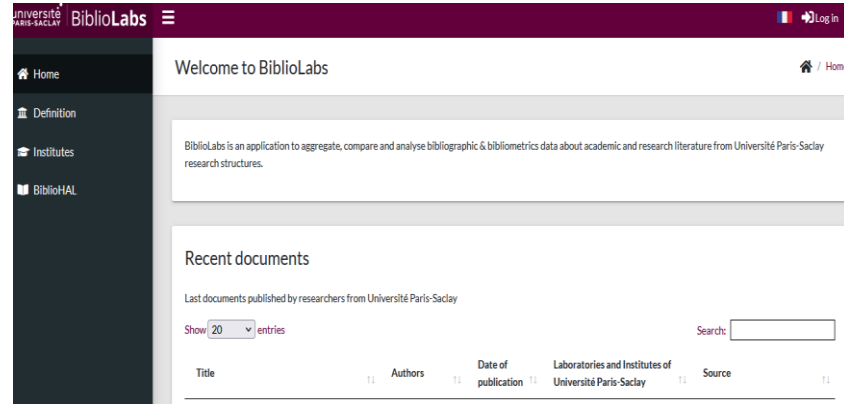 université
PARIS-SACLAY
BiblioLabs
Log in
Home
Definition
Institutes
BiblioHAL
Welcome to BiblioLabs
/ Home
BiblioLabs is an application to aggregate, compare and analyse bibliographic & bibliometrics data about academic and research literature from Université Paris-Saclay
research structures.
Recent documents
Last documents published by researchers from Université Paris-Saclay
Show 20 entries
Search:
Title
Authors
Date of
publication
Laboratories and Institutes of
Université Paris-Saclay
Source